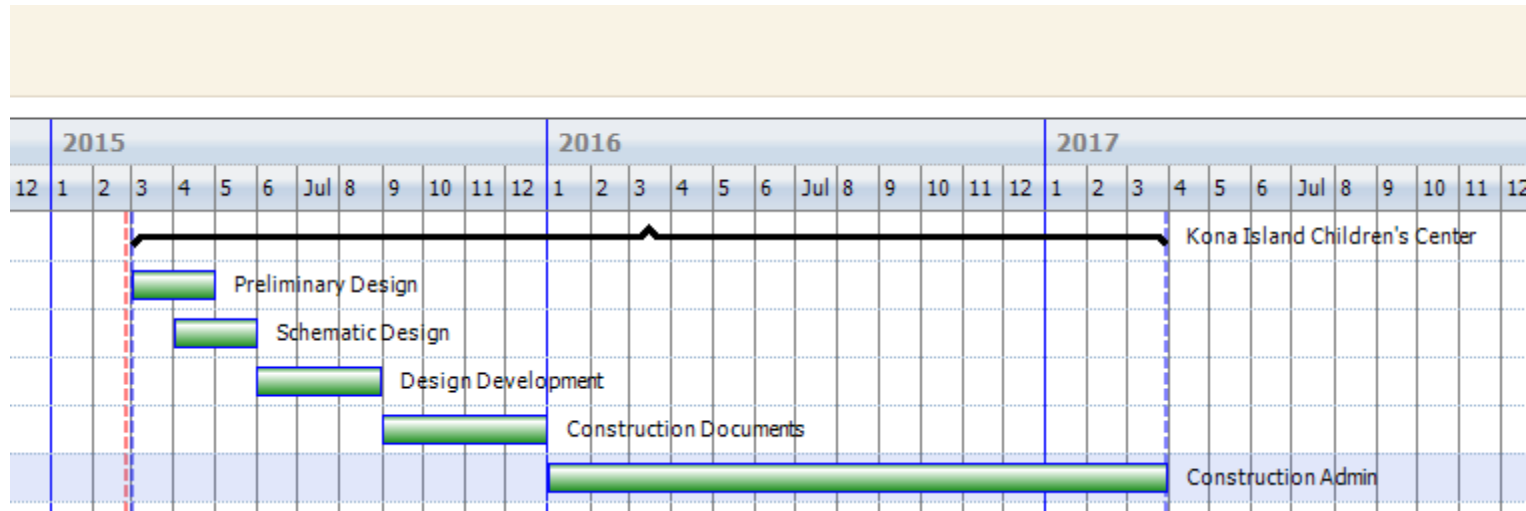 2015 2016 2017
12 1 2 3 4 5 6 Jul 8 9 10 11 12 1 2 3 4 5 6 Jul 8 9 10 11 12 1 2 3 4 5 6 Jul 8 9 10 11 12
Kona Island Children's Center
Preliminary Design
Schematic Design
Design Development
Construction Documents
Construction Admin